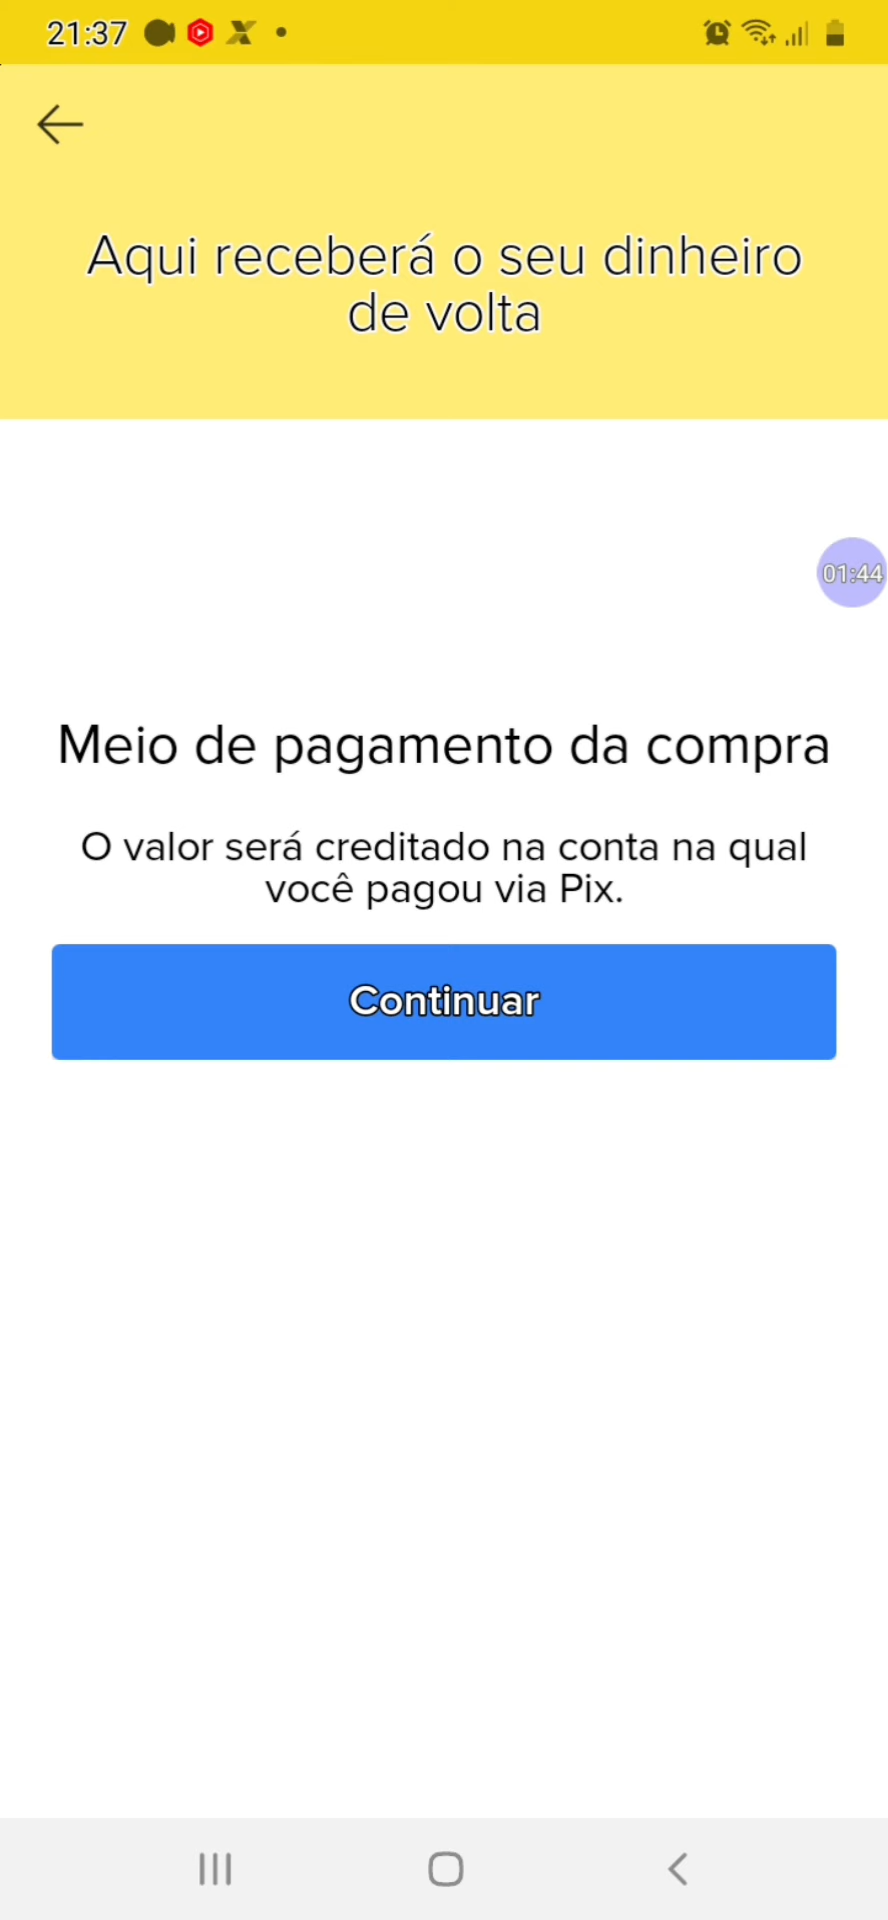 21:37
Aqui receberá o seu dinheiro
de volta
01:44
Meio de pagamento da compra
O valor será creditado na conta na qual
você pagou via Pix.
Continuar